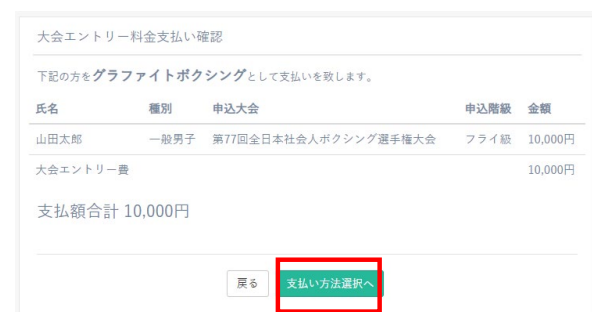 大会エントリー料金支払い確認
下記の方をグラファイトボクシングとして支払いを致します。
氏名 種別 申込大会 申込階級 金額
山田太郎 一般男子 第77回全日本社会人ボクシング選手権大会 フライ級 10,000円
大会エントリー費 10,000円
支払額合計 10,000円
戻る 支払い方法選択へ